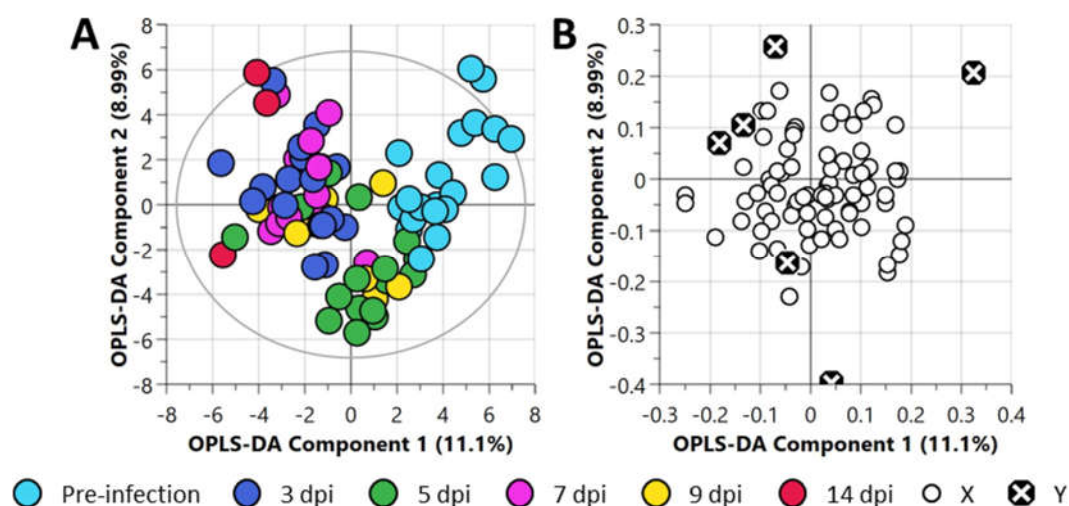 A
B
8
6
4
2
0
-2
-4
-6
-8
-8 -6 -4 -2 0 2 4 6 8
OPLS-DA Component 2 (8.99%)
OPLS-DA Component 1 (11.1%)
0.3
0.2
0.1
0
-0.1
-0.2
-0.3
-0.4
-0.3 -0.2 -0.1 0 0.1 0.2 0.3 0.4
OPLS-DA Component 2 (8.99%)
OPLS-DA Component 1 (11.1%)
Pre-infection 3 dpi 5 dpi 7 dpi 9 dpi 14 dpi X Y